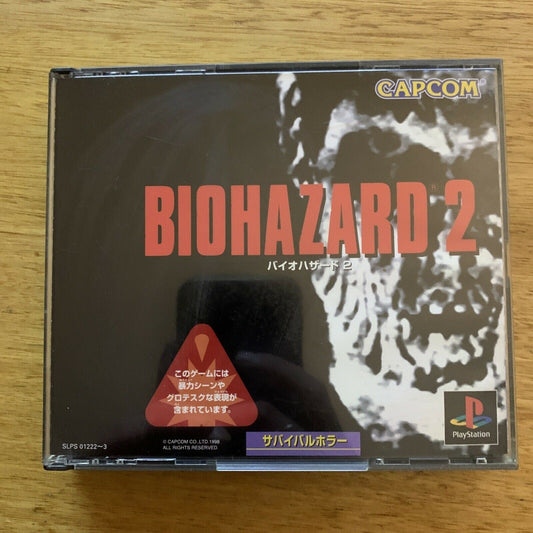 CAPCOM®
BIOHAZARD® 2
バイオハザード 2
このゲームには
暴力シーンや
グロテスクな表現が
含まれています。
SLPS 01222〜3
© CAPCOM CO.,LTD.1998
ALL RIGHTS RESERVED
サバイバルホラー
PlayStation